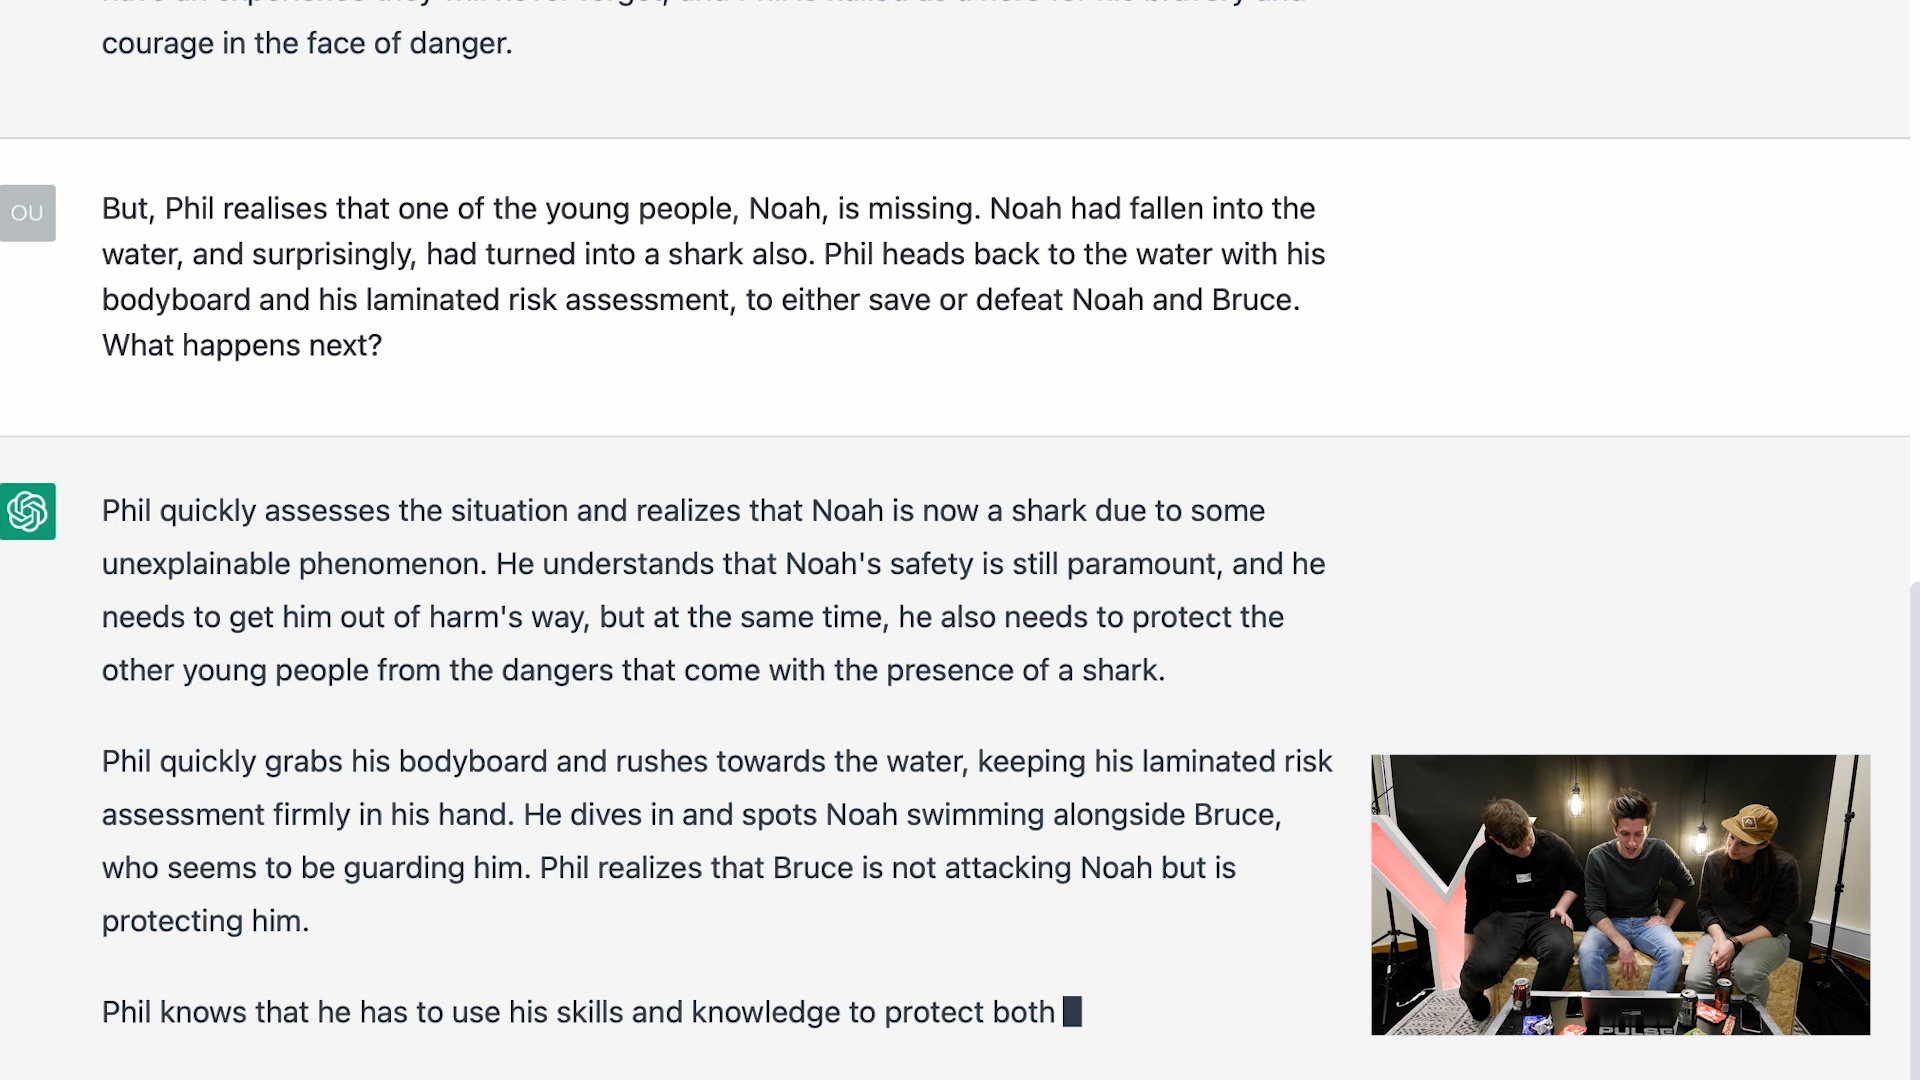 courage in the face of danger.
OU
But, Phil realises that one of the young people, Noah, is missing. Noah had fallen into the
water, and surprisingly, had turned into a shark also. Phil heads back to the water with his
bodyboard and his laminated risk assessment, to either save or defeat Noah and Bruce.
What happens next?
Phil quickly assesses the situation and realizes that Noah is now a shark due to some
unexplainable phenomenon. He understands that Noah's safety is still paramount, and he
needs to get him out of harm's way, but at the same time, he also needs to protect the
other young people from the dangers that come with the presence of a shark.
Phil quickly grabs his bodyboard and rushes towards the water, keeping his laminated risk
assessment firmly in his hand. He dives in and spots Noah swimming alongside Bruce,
who seems to be guarding him. Phil realizes that Bruce is not attacking Noah but is
protecting him.
Phil knows that he has to use his skills and knowledge to protect both
PULSE